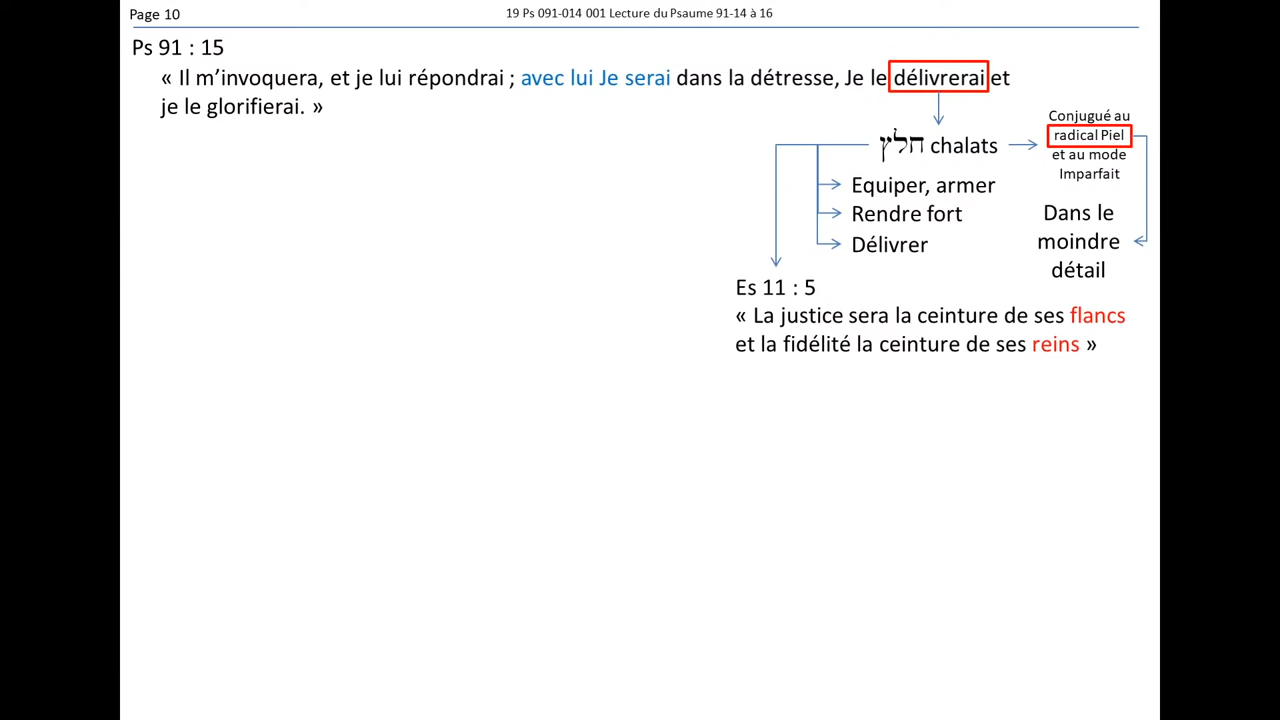 Page 10
19 Ps 091-014 001 Lecture du Psaume 91-14 à 16
Ps 91 : 15
« Il m’invoquera, et je lui répondrai ; avec lui Je serai dans la détresse, Je le délivrerai et
je le glorifierai. »
חלץ chalats
Conjugué au
radical Piel
et au mode
Imparfait
Equiper, armer
Rendre fort
Délivrer
Dans le
moindre
détail
Es 11 : 5
« La justice sera la ceinture de ses flancs
et la fidélité la ceinture de ses reins »